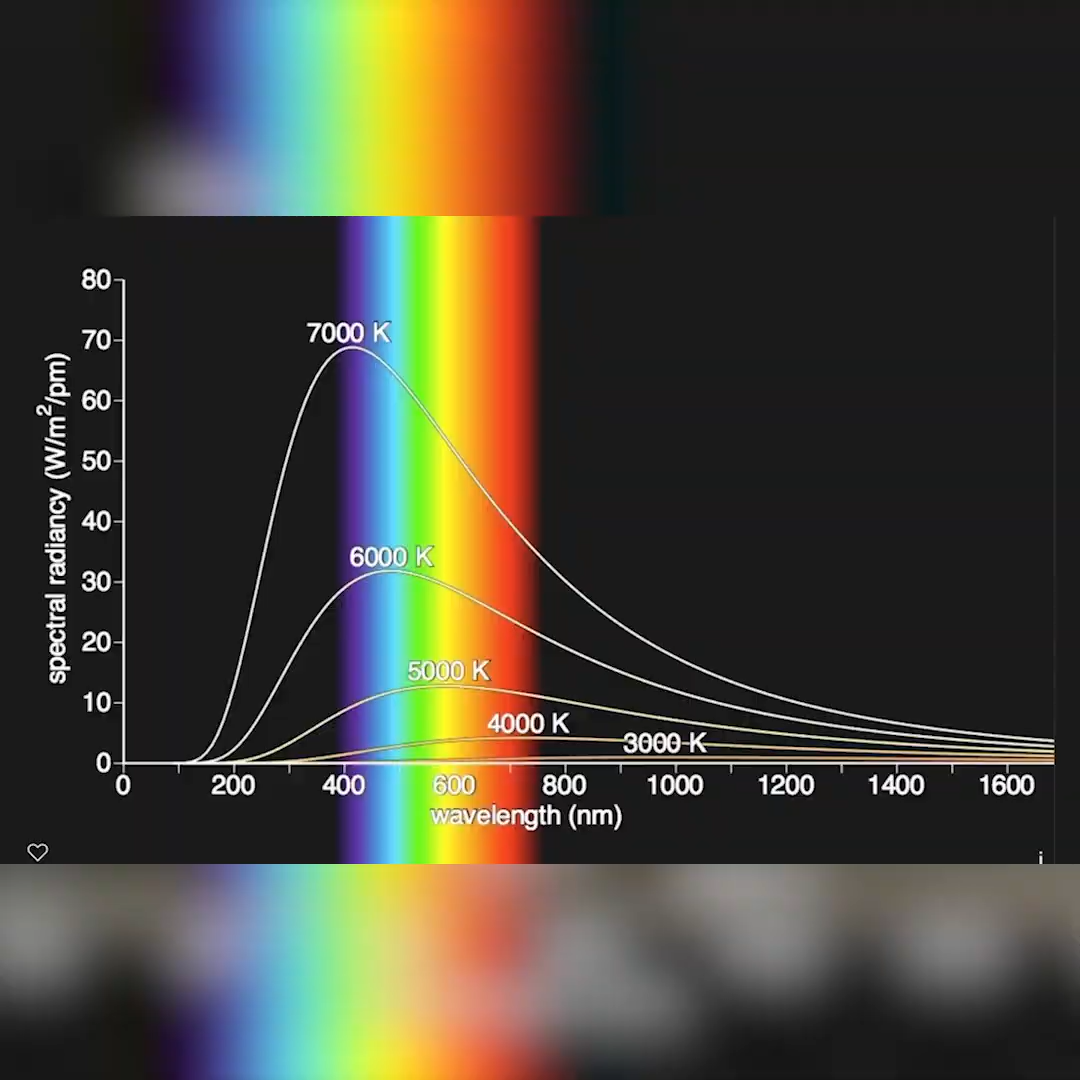 80
70
60
50
40
30
20
10
0
spectral radiancy (W/m²/pm)
7000 K
6000 K
5000 K
4000 K
3000 K
0 200 400 600 800 1000 1200 1400 1600
wavelength (nm)
i